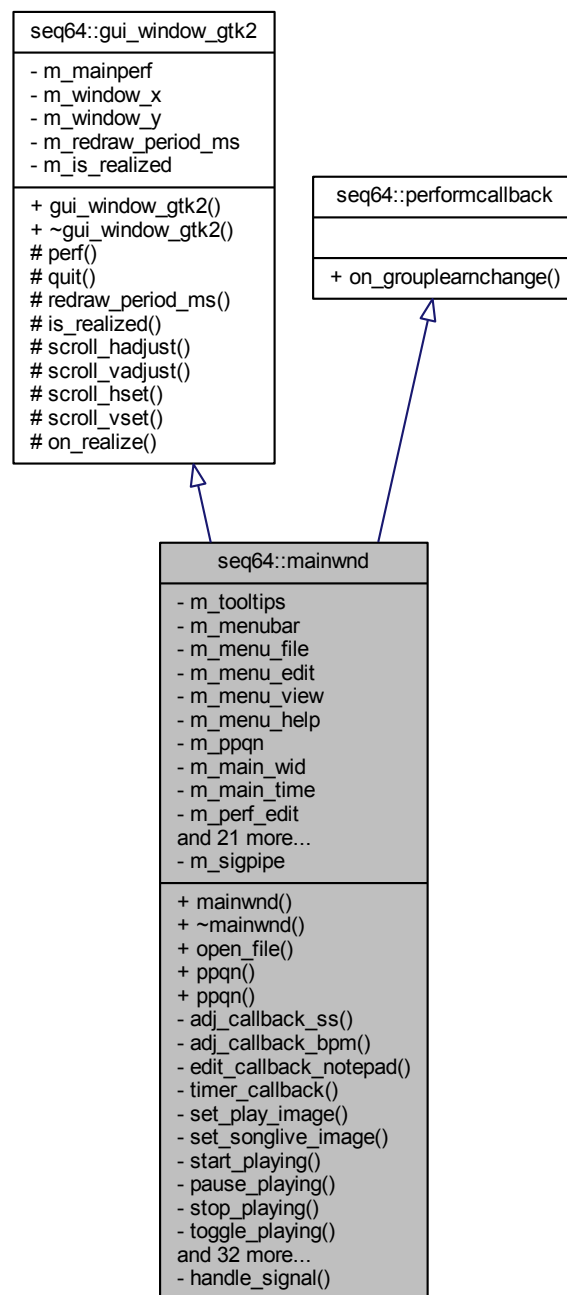 seq64::gui_window_gtk2
- m_mainperf
- m_window_x
- m_window_y
- m_redraw_period_ms
- m_is_realized
+ gui_window_gtk2()
+ ~gui_window_gtk2()
# perf()
# quit()
# redraw_period_ms()
# is_realized()
# scroll_hadjust()
# scroll_vadjust()
# scroll_hset()
# scroll_vset()
# on_realize()
seq64::performcallback
+ on_grouplearnchange()
seq64::mainwnd
- m_tooltips
- m_menubar
- m_menu_file
- m_menu_edit
- m_menu_view
- m_menu_help
- m_ppqn
- m_main_wid
- m_main_time
- m_perf_edit
and 21 more...
- m_sigpipe
+ mainwnd()
+ ~mainwnd()
+ open_file()
+ ppqn()
+ ppqn()
- adj_callback_ss()
- adj_callback_bpm()
- edit_callback_notepad()
- timer_callback()
- set_play_image()
- set_songlive_image()
- start_playing()
- pause_playing()
- stop_playing()
- toggle_playing()
and 32 more...
- handle_signal()